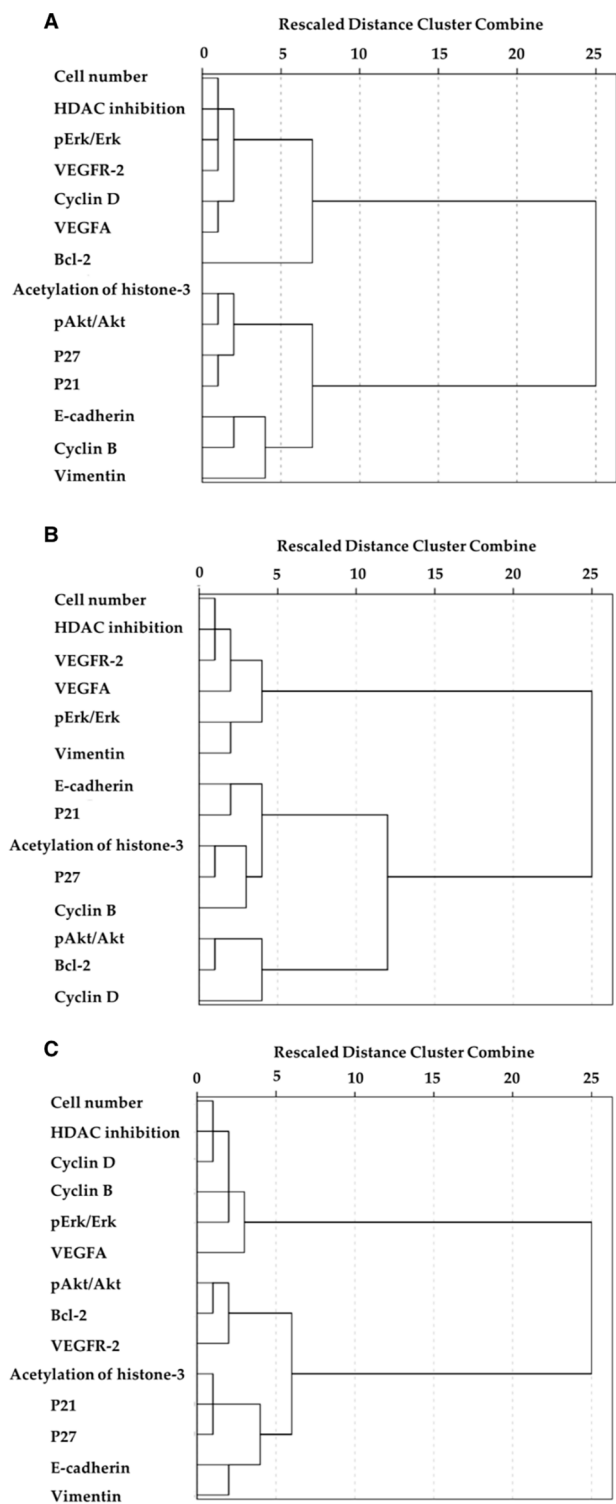 A
Rescaled Distance Cluster Combine
0 5 10 15 20 25
Cell number
HDAC inhibition
pErk/Erk
VEGFR-2
Cyclin D
VEGFA
Bcl-2
Acetylation of histone-3
pAkt/Akt
P27
P21
E-cadherin
Cyclin B
Vimentin
B
Rescaled Distance Cluster Combine
0 5 10 15 20 25
Cell number
HDAC inhibition
VEGFR-2
VEGFA
pErk/Erk
Vimentin
E-cadherin
P21
Acetylation of histone-3
P27
Cyclin B
pAkt/Akt
Bcl-2
Cyclin D
C
Rescaled Distance Cluster Combine
0 5 10 15 20 25
Cell number
HDAC inhibition
Cyclin D
Cyclin B
pErk/Erk
VEGFA
pAkt/Akt
Bcl-2
VEGFR-2
Acetylation of histone-3
P21
P27
E-cadherin
Vimentin